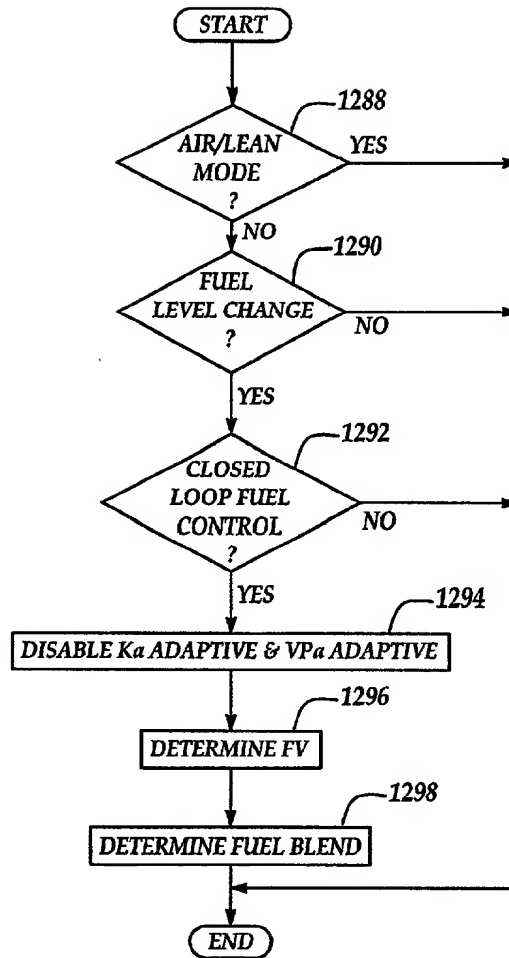 START
1288
AIR/LEAN
MODE
?
YES
NO
1290
FUEL
LEVEL CHANGE
?
NO
YES
1292
CLOSED
LOOP FUEL
CONTROL
?
NO
YES
1294
DISABLE Ka ADAPTIVE & VPa ADAPTIVE
1296
DETERMINE FV
1298
DETERMINE FUEL BLEND
END